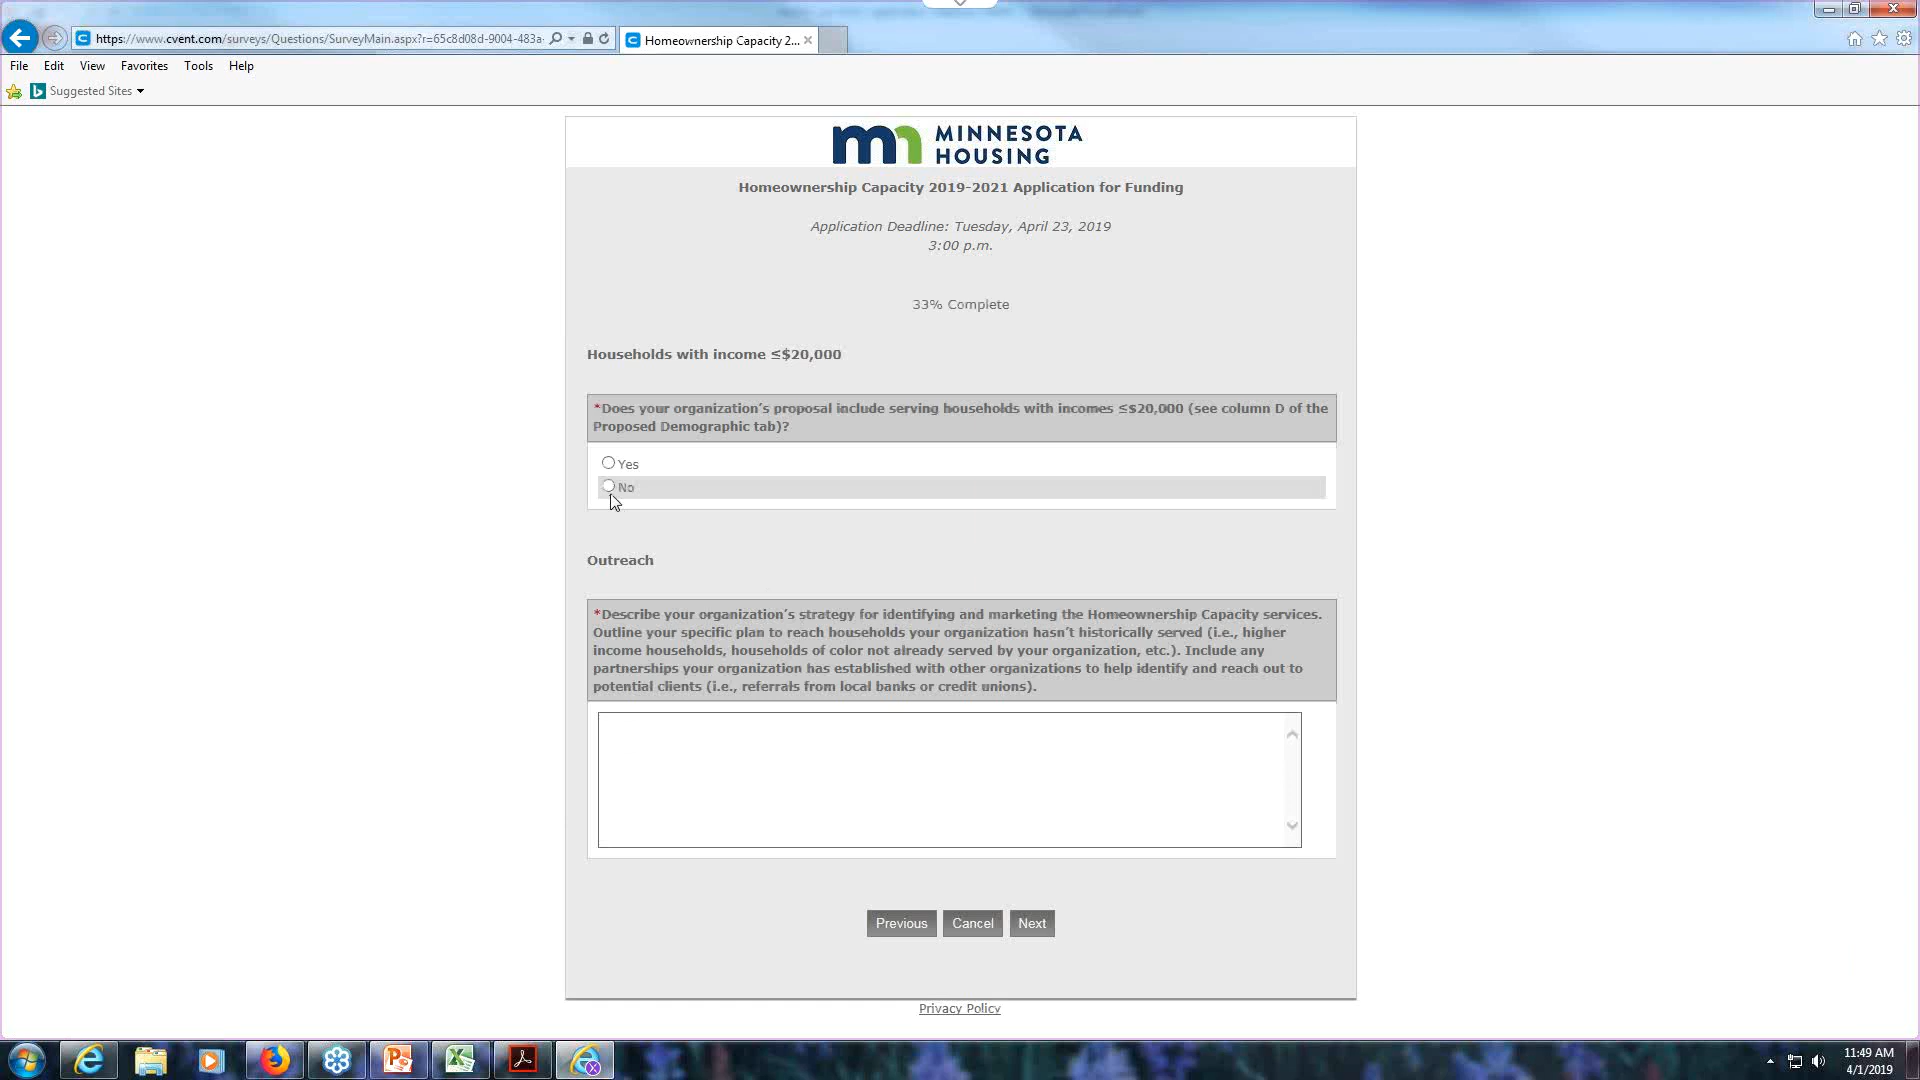 https://www.cvent.com/surveys/Questions/SurveyMain.aspx?r=65c8d08d-9004-483a-
Homeownership Capacity 2...
File Edit View Favorites Tools Help
Suggested Sites
MINNESOTA
HOUSING
Homeownership Capacity 2019-2021 Application for Funding
Application Deadline: Tuesday, April 23, 2019
3:00 p.m.
33% Complete
Households with income ≤$20,000
*Does your organization's proposal include serving households with incomes ≤$20,000 (see column D of the
Proposed Demographic tab)?
Yes
No
Outreach
*Describe your organization's strategy for identifying and marketing the Homeownership Capacity services.
Outline your specific plan to reach households your organization hasn't historically served (i.e., higher
income households, households of color not already served by your organization, etc.). Include any
partnerships your organization has established with other organizations to help identify and reach out to
potential clients (i.e., referrals from local banks or credit unions).
Previous Cancel Next
Privacy Policy
11:49 AM
4/1/2019